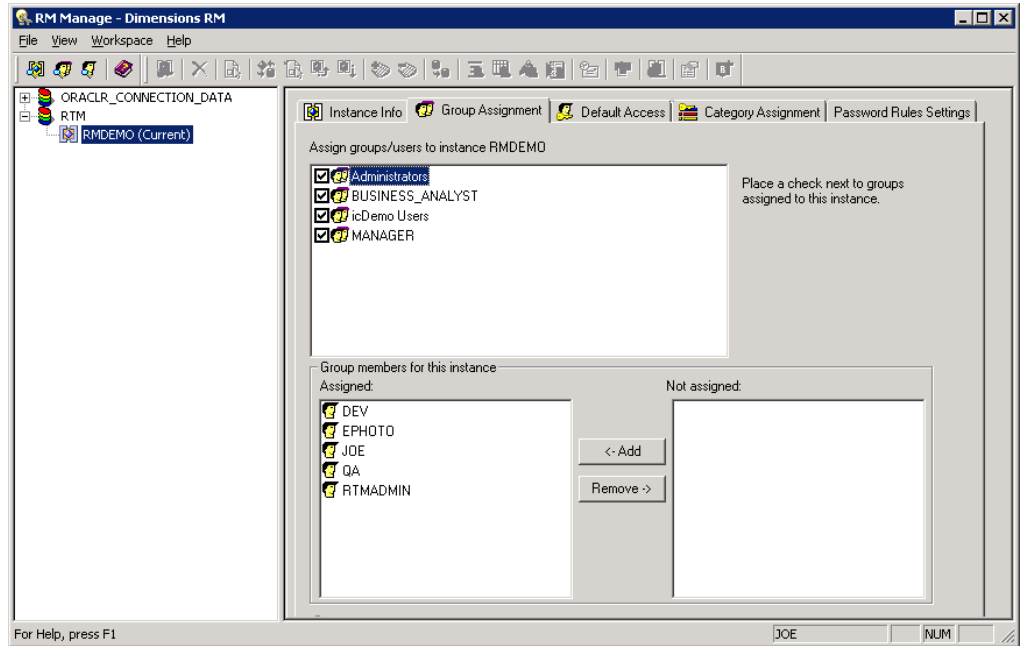 RM Manage - Dimensions RM
File View Workspace Help
ORACLR_CONNECTION_DATA
RTM
RMDEMO (Current)
Instance Info Group Assignment Default Access Category Assignment Password Rules Settings
Assign groups/users to instance RMDEMO
Administrators
BUSINESS_ANALYST
icDemo Users
MANAGER
Place a check next to groups
assigned to this instance.
Group members for this instance
Assigned: Not assigned:
DEV
EPHOTO
JOE
QA
RTMADMIN
<- Add
Remove ->
For Help, press F1 JOE NUM